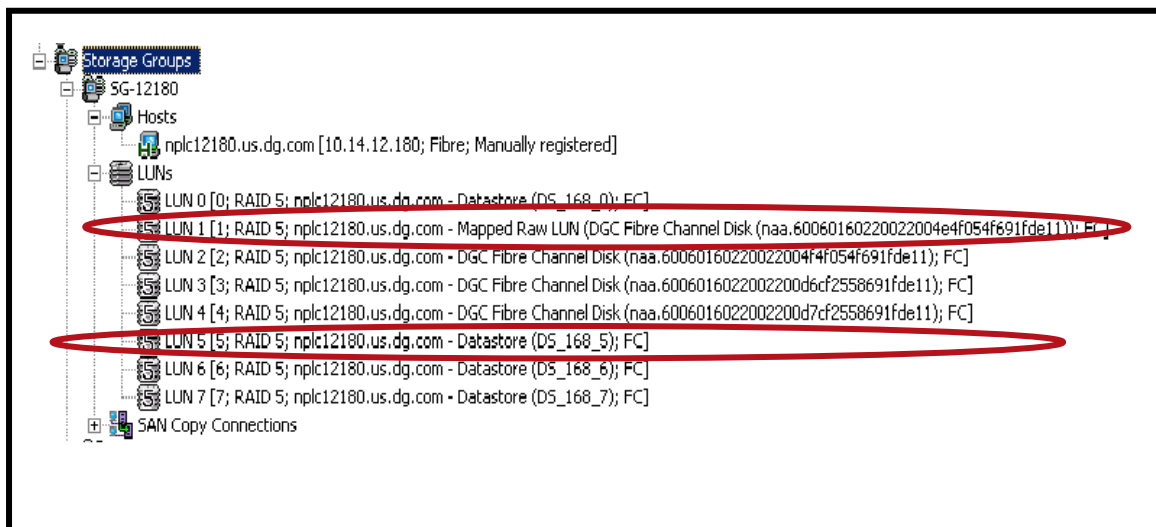 Storage Groups
SG-12180
Hosts
nplc12180.us.dg.com [10.14.12.180; Fibre; Manually registered]
LUNs
LUN 0 [0; RAID 5; nplc12180.us.dg.com - Datastore (DS_168_0); FC]
LUN 1 [1; RAID 5; nplc12180.us.dg.com - Mapped Raw LUN (DGC Fibre Channel Disk (naa.60060160220022004e4f054f691fde11)); FC]
LUN 2 [2; RAID 5; nplc12180.us.dg.com - DGC Fibre Channel Disk (naa.60060160220022004f4f054f691fde11); FC]
LUN 3 [3; RAID 5; nplc12180.us.dg.com - DGC Fibre Channel Disk (naa.6006016022002200d6cf2558691fde11); FC]
LUN 4 [4; RAID 5; nplc12180.us.dg.com - DGC Fibre Channel Disk (naa.6006016022002200d7cf2558691fde11); FC]
LUN 5 [5; RAID 5; nplc12180.us.dg.com - Datastore (DS_168_5); FC]
LUN 6 [6; RAID 5; nplc12180.us.dg.com - Datastore (DS_168_6); FC]
LUN 7 [7; RAID 5; nplc12180.us.dg.com - Datastore (DS_168_7); FC]
SAN Copy Connections